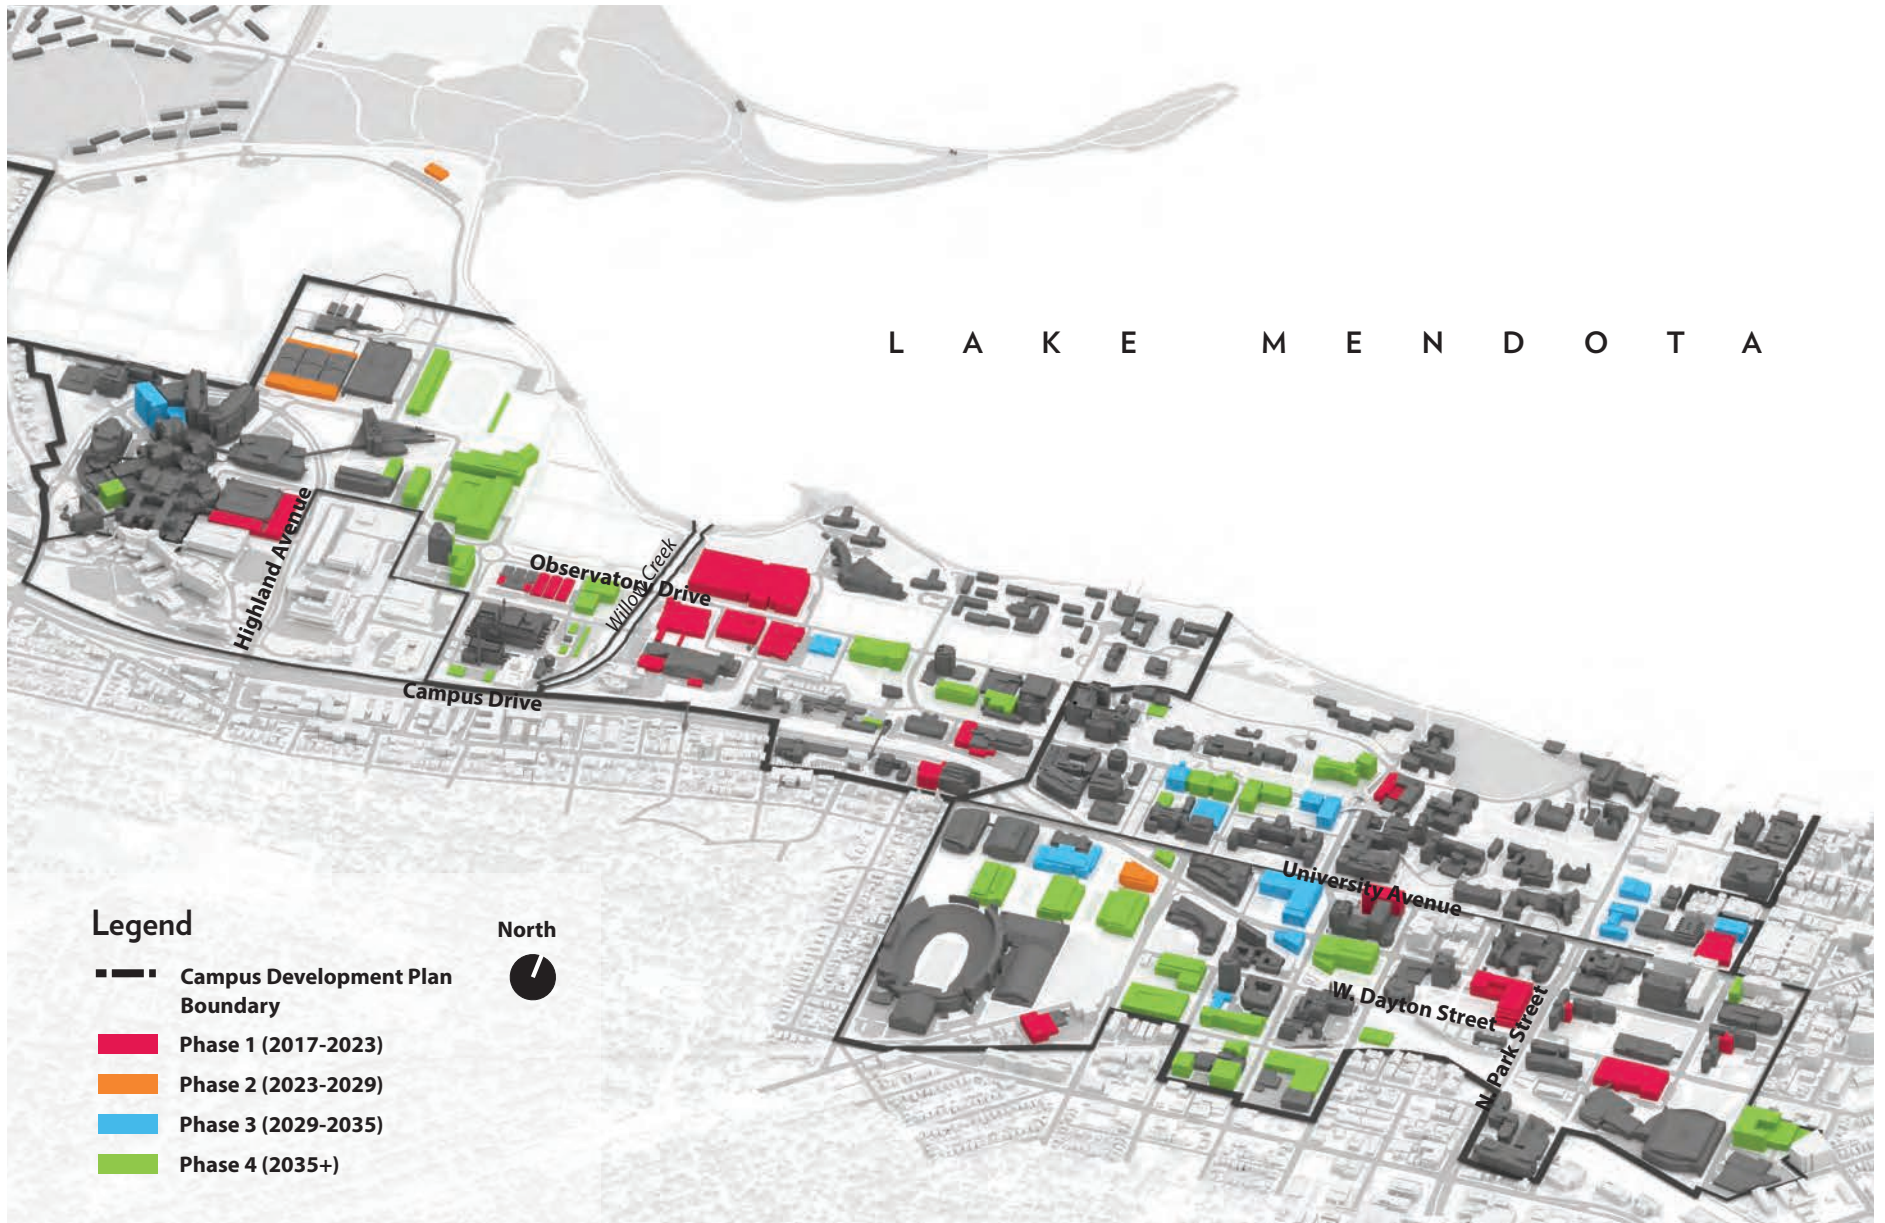 LAKE MENDOTA
Highland Avenue
Observatory Drive
Willow Creek
Campus Drive
University Avenue
W. Dayton Street
N. Park Street
Legend
North
Campus Development Plan
Boundary
Phase 1 (2017-2023)
Phase 2 (2023-2029)
Phase 3 (2029-2035)
Phase 4 (2035+)